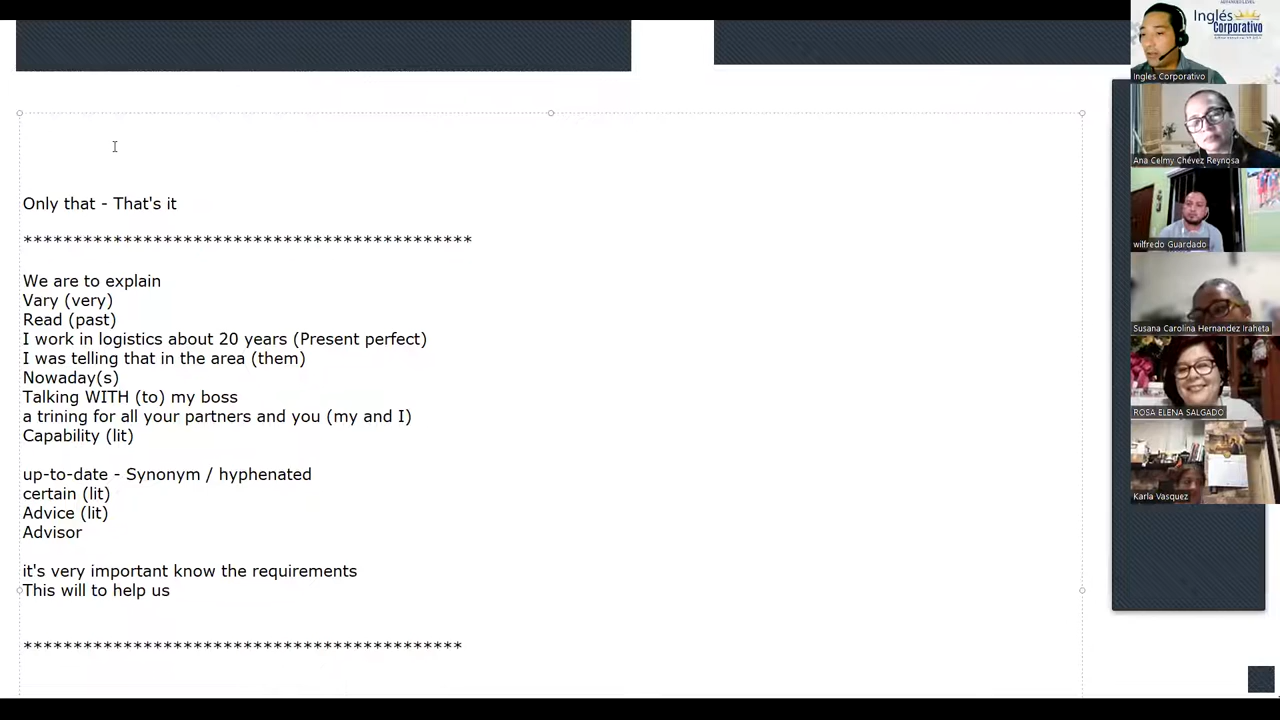 Only that - That's it
********************************************
We are to explain
Vary (very)
Read (past)
I work in logistics about 20 years (Present perfect)
I was telling that in the area (them)
Nowaday(s)
Talking WITH (to) my boss
a trining for all your partners and you (my and I)
Capability (lit)
up-to-date - Synonym / hyphenated
certain (lit)
Advice (lit)
Advisor
it's very important know the requirements
This will to help us
*******************************************
Inglés
Corporativo
Ingles Corporativo
Ana Celmy Chévez Reynosa
wilfredo Guardado
Susana Carolina Hernandez Iraheta
ROSA ELENA SALGADO
Karla Vasquez